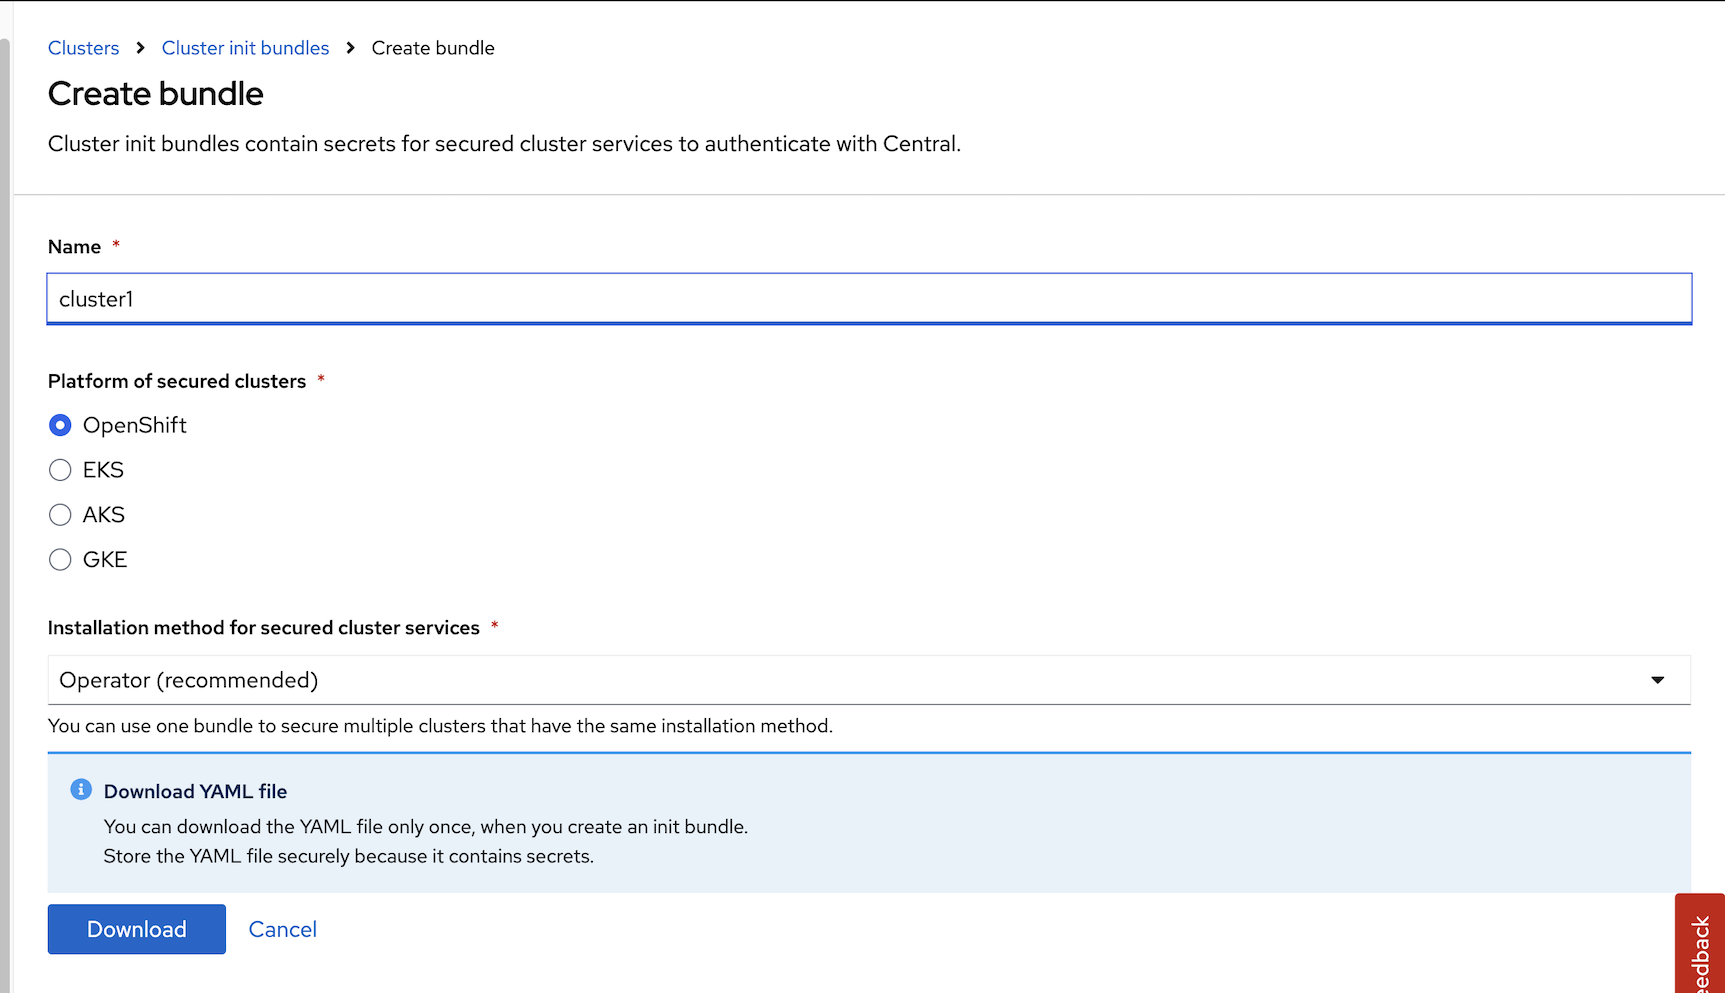 Clusters > Cluster init bundles > Create bundle
Create bundle
Cluster init bundles contain secrets for secured cluster services to authenticate with Central.
Name *
cluster1
Platform of secured clusters *
OpenShift
EKS
AKS
GKE
Installation method for secured cluster services *
Operator (recommended)
You can use one bundle to secure multiple clusters that have the same installation method.
Download YAML file
You can download the YAML file only once, when you create an init bundle.
Store the YAML file securely because it contains secrets.
Download Cancel
edback